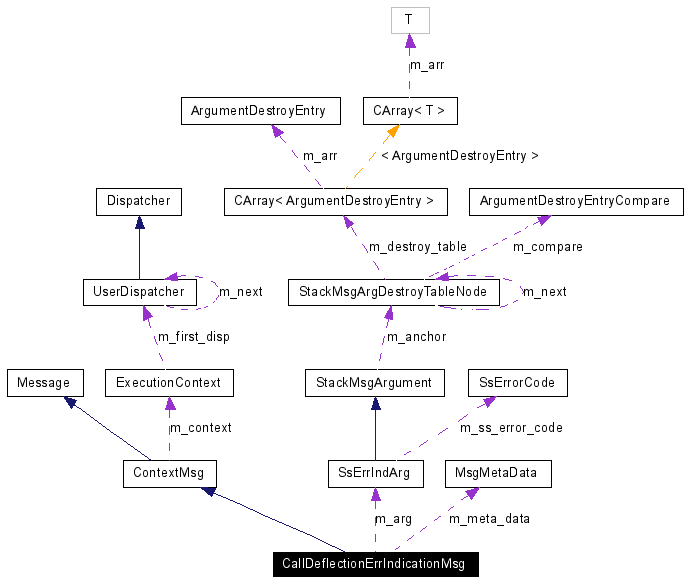 T
m_arr
ArgumentDestroyEntry
CArray< T >
m_arr
< ArgumentDestroyEntry >
Dispatcher
CArray< ArgumentDestroyEntry >
ArgumentDestroyEntryCompare
m_destroy_table
m_compare
UserDispatcher
m_next
StackMsgArgDestroyTableNode
m_next
m_first_disp
m_anchor
Message
ExecutionContext
StackMsgArgument
SsErrorCode
m_context
m_ss_error_code
ContextMsg
SsErrIndArg
MsgMetaData
m_arg
m_meta_data
CallDeflectionErrIndicationMsg